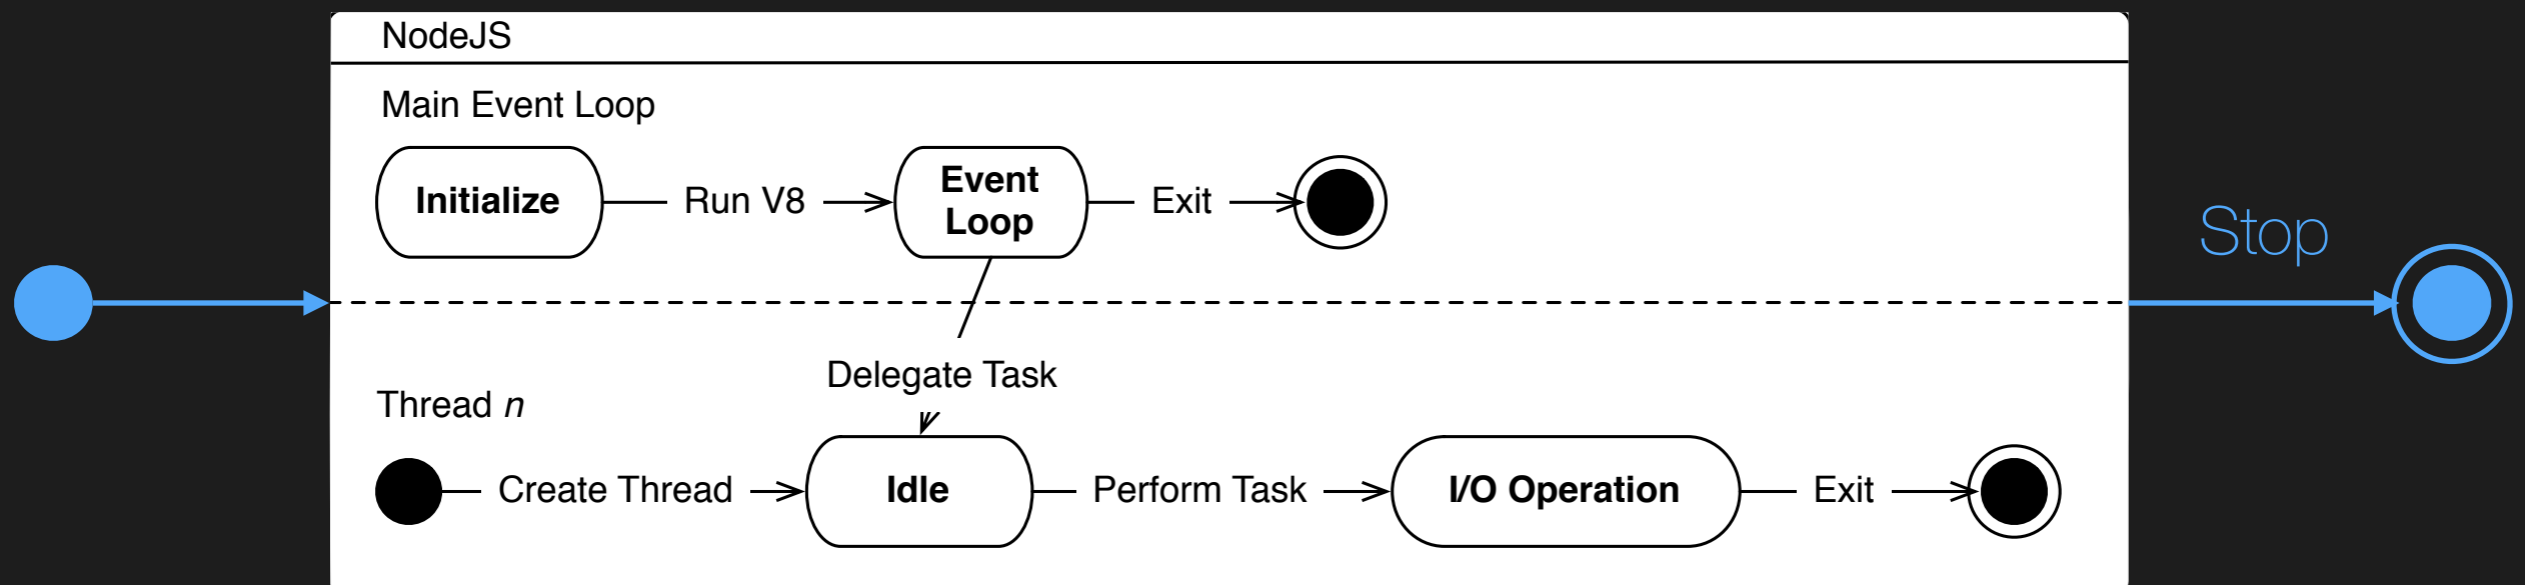 NodeJS
Main Event Loop
Initialize
Run V8
Event
Loop
Exit
Stop
Delegate Task
Thread n
Create Thread
Idle
Perform Task
I/O Operation
Exit